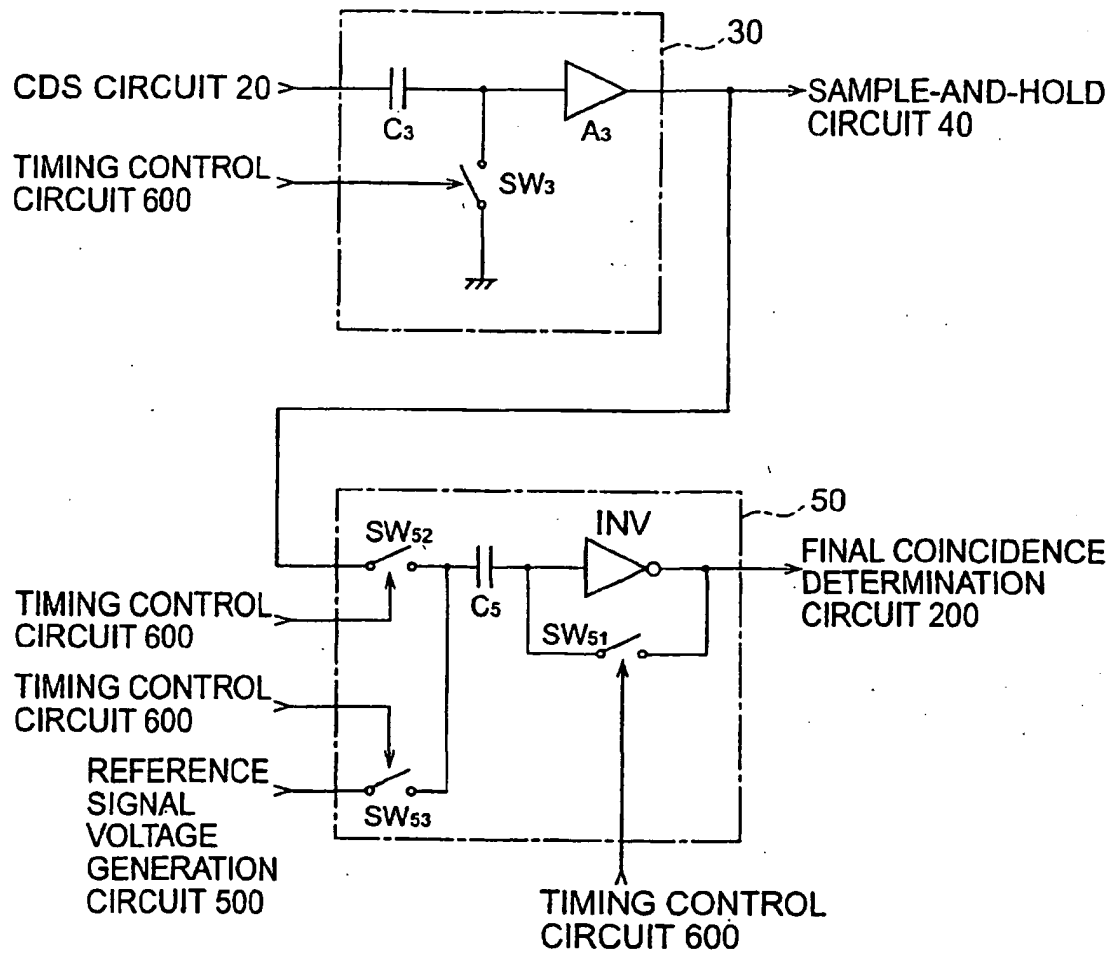 30
CDS CIRCUIT 20
C3
A3
SAMPLE-AND-HOLD
CIRCUIT 40
TIMING CONTROL
CIRCUIT 600
SW3
50
SW52
INV
C5
FINAL COINCIDENCE
DETERMINATION
CIRCUIT 200
TIMING CONTROL
CIRCUIT 600
SW51
TIMING CONTROL
CIRCUIT 600
REFERENCE
SIGNAL
VOLTAGE
GENERATION
CIRCUIT 500
SW53
TIMING CONTROL
CIRCUIT 600